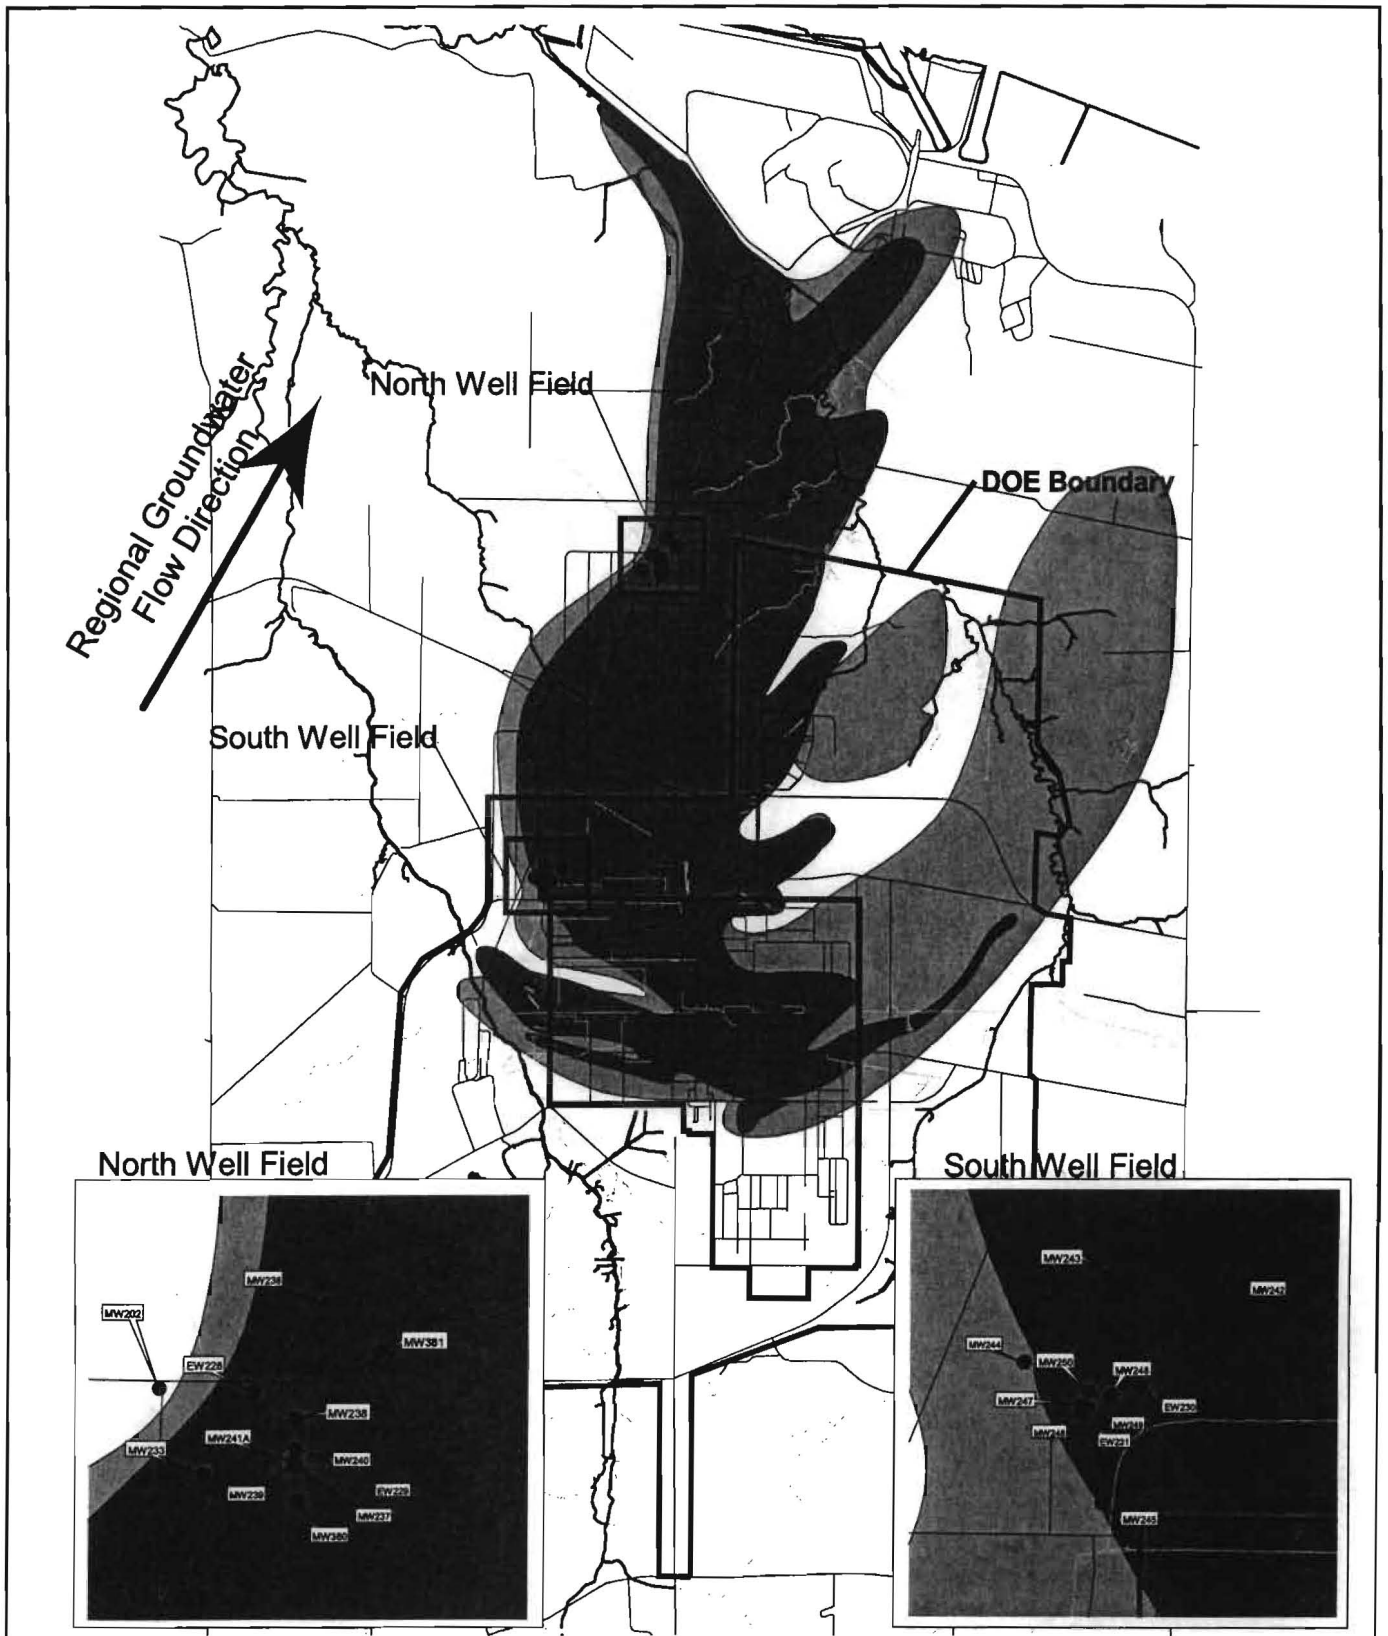 North Well Field
Regional Groundwater
Flow Direction
DOE Boundary
South Well Field
North Well Field
South Well Field
MW202
EW228
MW381
MW238
MW241A
MW233
MW240
MW239
EW229
MW237
MW380
MW243
MW242
MW244
MW250
MW248
MW247
EW230
MW249
EW231
MW245